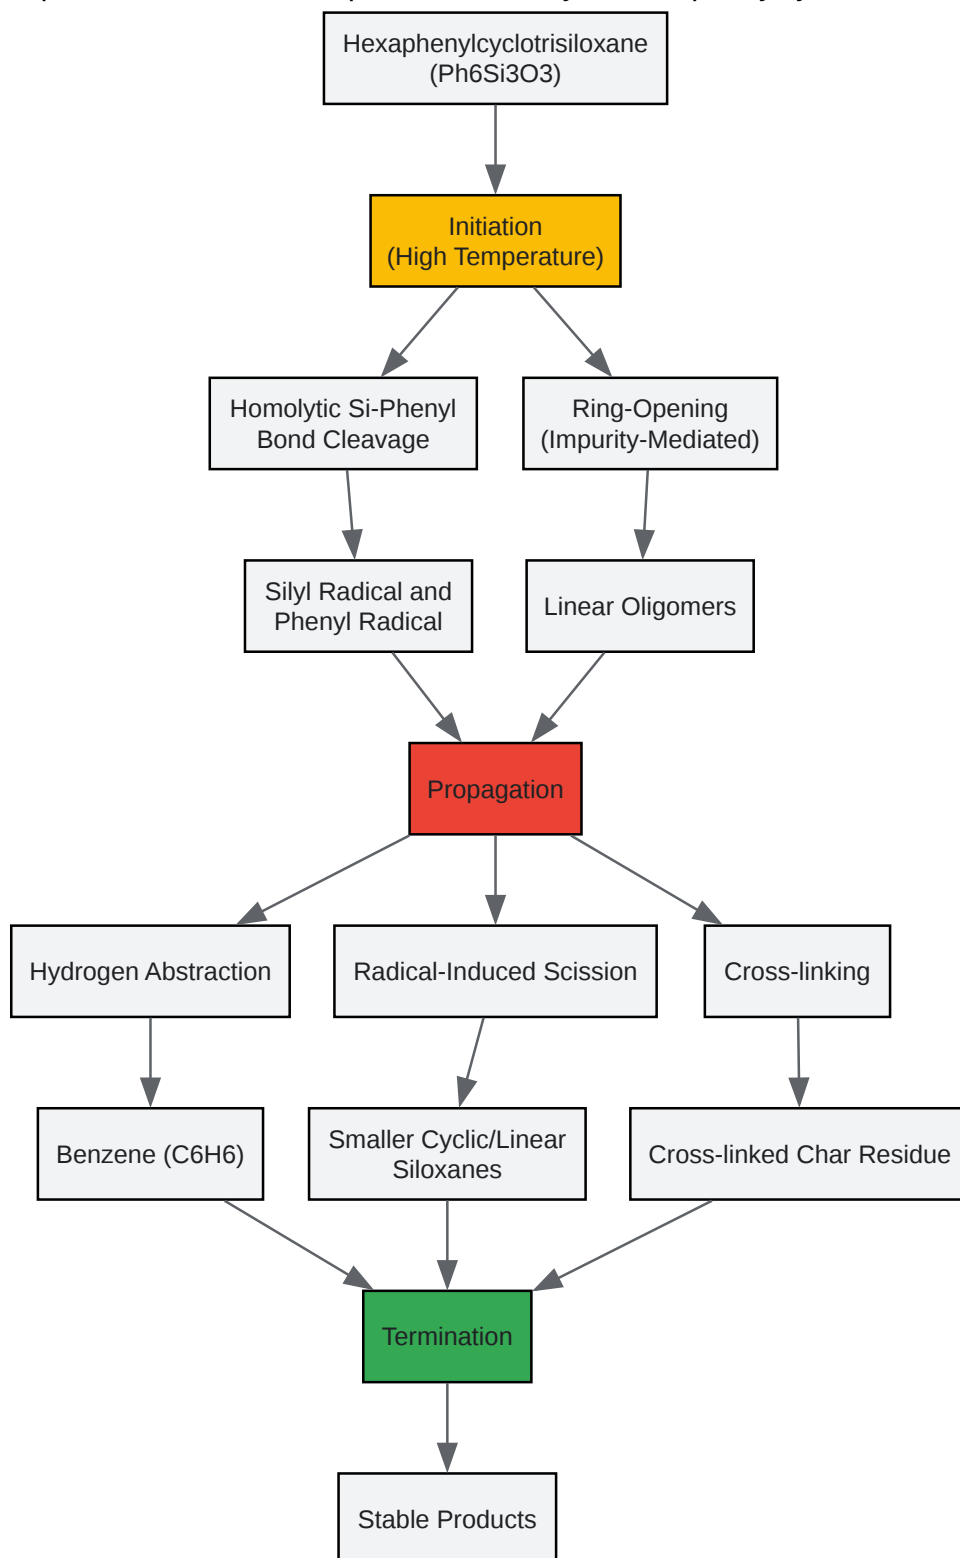 Hexaphenylcyclotrisiloxane
(Ph6Si3O3)
Initiation
(High Temperature)
Homolytic Si-Phenyl
Bond Cleavage
Ring-Opening
(Impurity-Mediated)
Silyl Radical and
Phenyl Radical
Linear Oligomers
Propagation
Hydrogen Abstraction
Radical-Induced Scission
Cross-linking
Benzene (C6H6)
Smaller Cyclic/Linear
Siloxanes
Cross-linked Char Residue
Termination
Stable Products